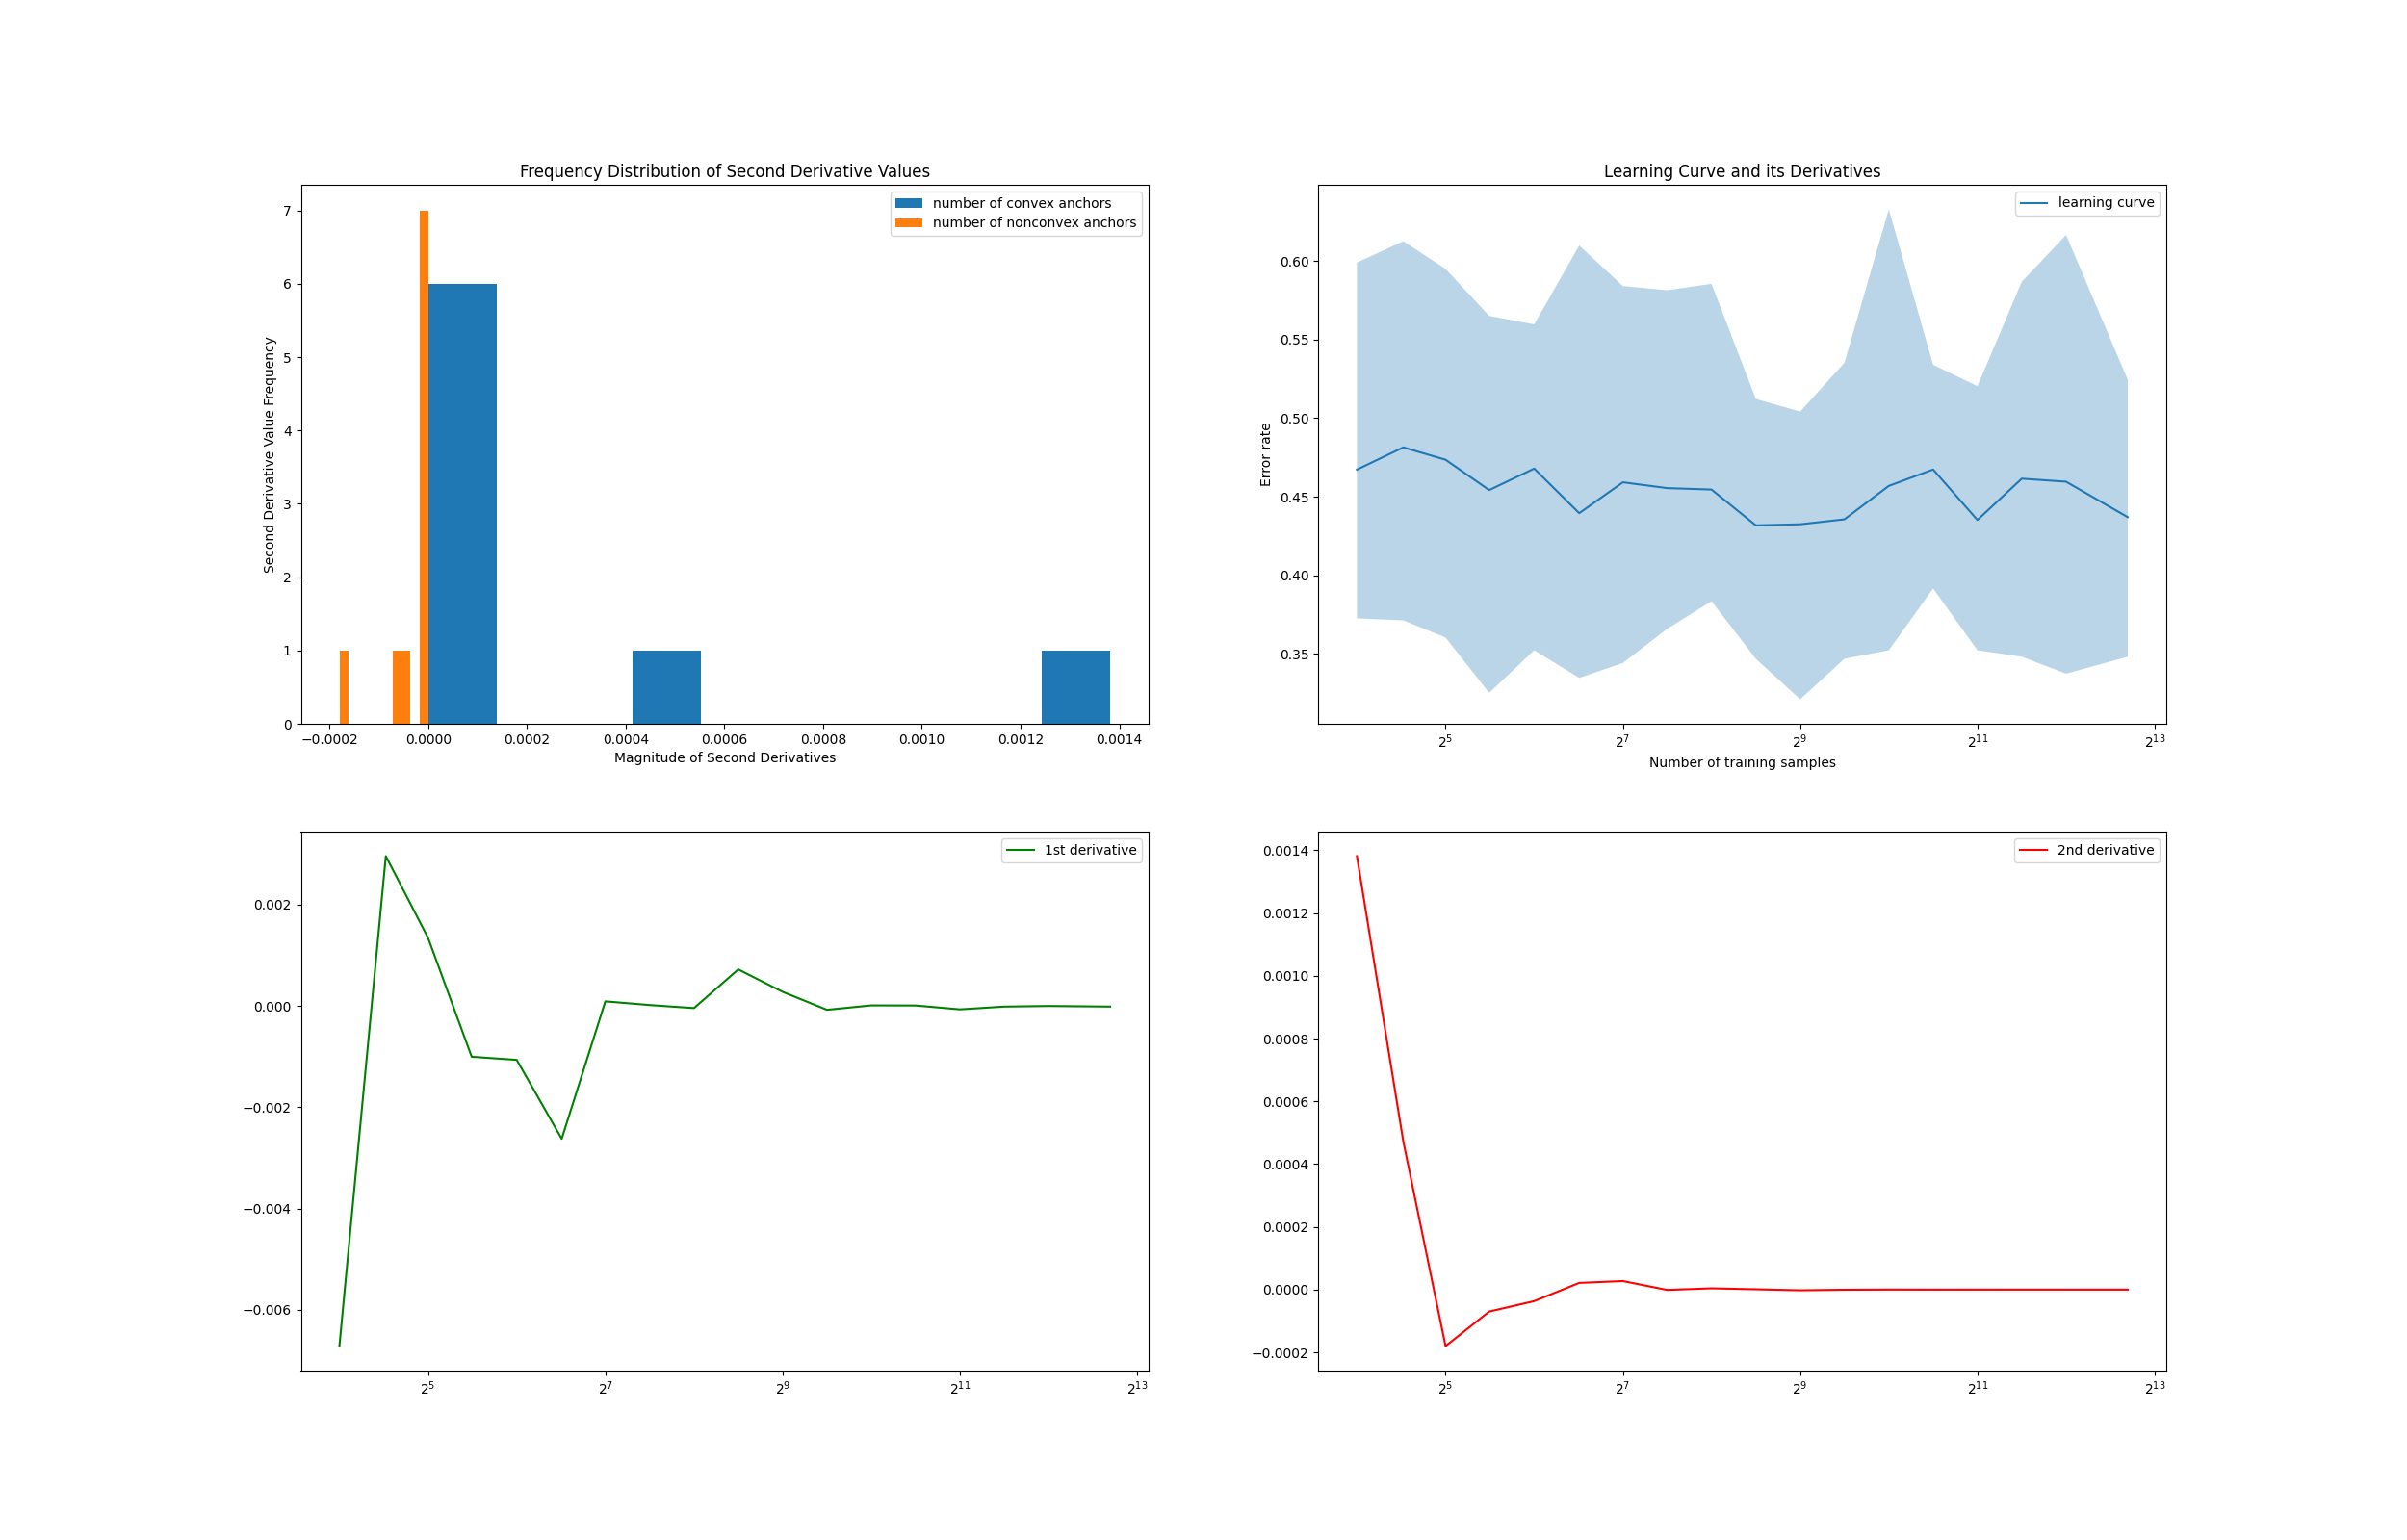 Frequency Distribution of Second Derivative Values
number of convex anchors
number of nonconvex anchors
7
6
5
4
3
2
1
0
Second Derivative Value Frequency
−0.0002 0.0000 0.0002 0.0004 0.0006 0.0008 0.0010 0.0012 0.0014
Magnitude of Second Derivatives
Learning Curve and its Derivatives
learning curve
0.60
0.55
0.50
0.45
0.40
0.35
Error rate
2^5 2^7 2^9 2^11 2^13
Number of training samples
1st derivative
0.002
0.000
−0.002
−0.004
−0.006
2^5 2^7 2^9 2^11 2^13
2nd derivative
0.0014
0.0012
0.0010
0.0008
0.0006
0.0004
0.0002
0.0000
−0.0002
2^5 2^7 2^9 2^11 2^13